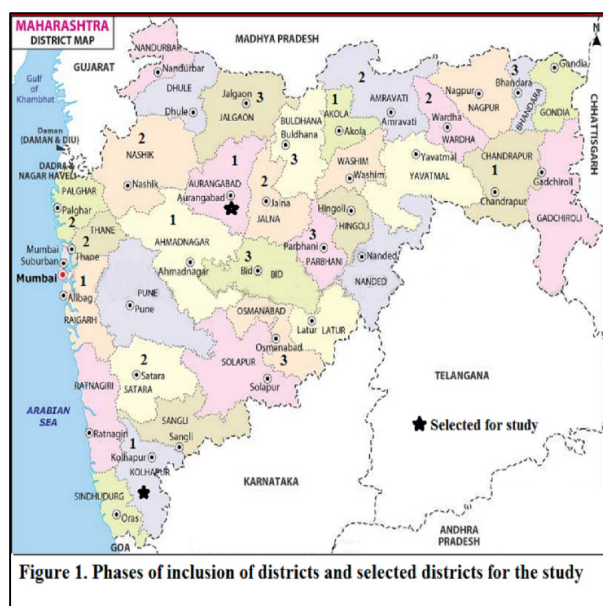 MAHARASHTRA
DISTRICT MAP
MADHYA PRADESH
N
GUJARAT
NANDURBAR
Nandurbar
Gulf of
Khambhat
DHULE
Dhule
Jalgaon
3
JALGAON
BULDHANA
Buldhana
3
1
AKOLA
Akola
2
AMRAVATI
Amravati
2
Wardha
WARDHA
Nagpur
NAGPUR
3
Bhandara
BHANDARA
Gondia
GONDIA
CHHATTISGARH
Daman
(DAMAN & DIU)
DADRA &
NAGAR HAVELI
2
NASHIK
Nashik
1
AURANGABAD
Aurangabad
2
Jalna
JALNA
WASHIM
Washim
Yavatmal
YAVATMAL
CHANDRAPUR
1
Chandrapur
Gadchiroli
GADCHIROLI
PALGHAR
Palghar
2
THANE
2
Thane
Mumbai
Suburban
Mumbai
1
AHMADNAGAR
Ahmadnagar
Hingoli
HINGOLI
3
Parbhani
PARBHANI
Nanded
NANDED
3
Bid
BID
1
Alibag
RAIGARH
PUNE
Pune
OSMANABAD
Osmanabad
3
Latur
LATUR
SOLAPUR
Solapur
2
Satara
SATARA
RATNAGIRI
Ratnagiri
ARABIAN
SEA
SANGLI
Sangli
1
Kolhapur
KOLHAPUR
SINDHUDURG
Oras
GOA
KARNATAKA
TELANGANA
Selected for study
ANDHRA
PRADESH
Figure 1. Phases of inclusion of districts and selected districts for the study